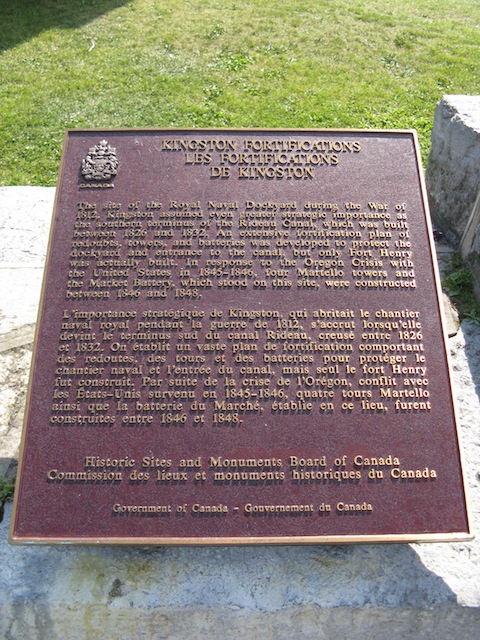 CANADA
KINGSTON FORTIFICATIONS
LES FORTIFICATIONS
DE KINGSTON
The site of the Royal Naval Dockyard during the War of
1812, Kingston assumed even greater strategic importance as
the southern terminus of the Rideau Canal, which was built
between 1826 and 1832. An extensive fortification plan of
redoubts, towers, and batteries was developed to protect the
dockyard and entrance to the canal, but only Fort Henry
was actually built. In response to the Oregon Crisis with
the United States in 1845-1846, four Martello towers and
the Market Battery, which stood on this site, were constructed
between 1846 and 1848.
L'importance stratégique de Kingston, qui abritait le chantier
naval royal pendant la guerre de 1812, s'accrut lorsqu'elle
devint le terminus sud du canal Rideau, creusé entre 1826
et 1832. On établit un vaste plan de fortification comportant
des redoutes, des tours et des batteries pour protéger le
chantier naval et l'entrée du canal, mais seul le fort Henry
fut construit. Par suite de la crise de l'Orégon, conflit avec
les États-Unis survenu en 1845-1846, quatre tours Martello
ainsi que la batterie du Marché, établie en ce lieu, furent
construites entre 1846 et 1848.
Historic Sites and Monuments Board of Canada
Commission des lieux et monuments historiques du Canada
Government of Canada - Gouvernement du Canada